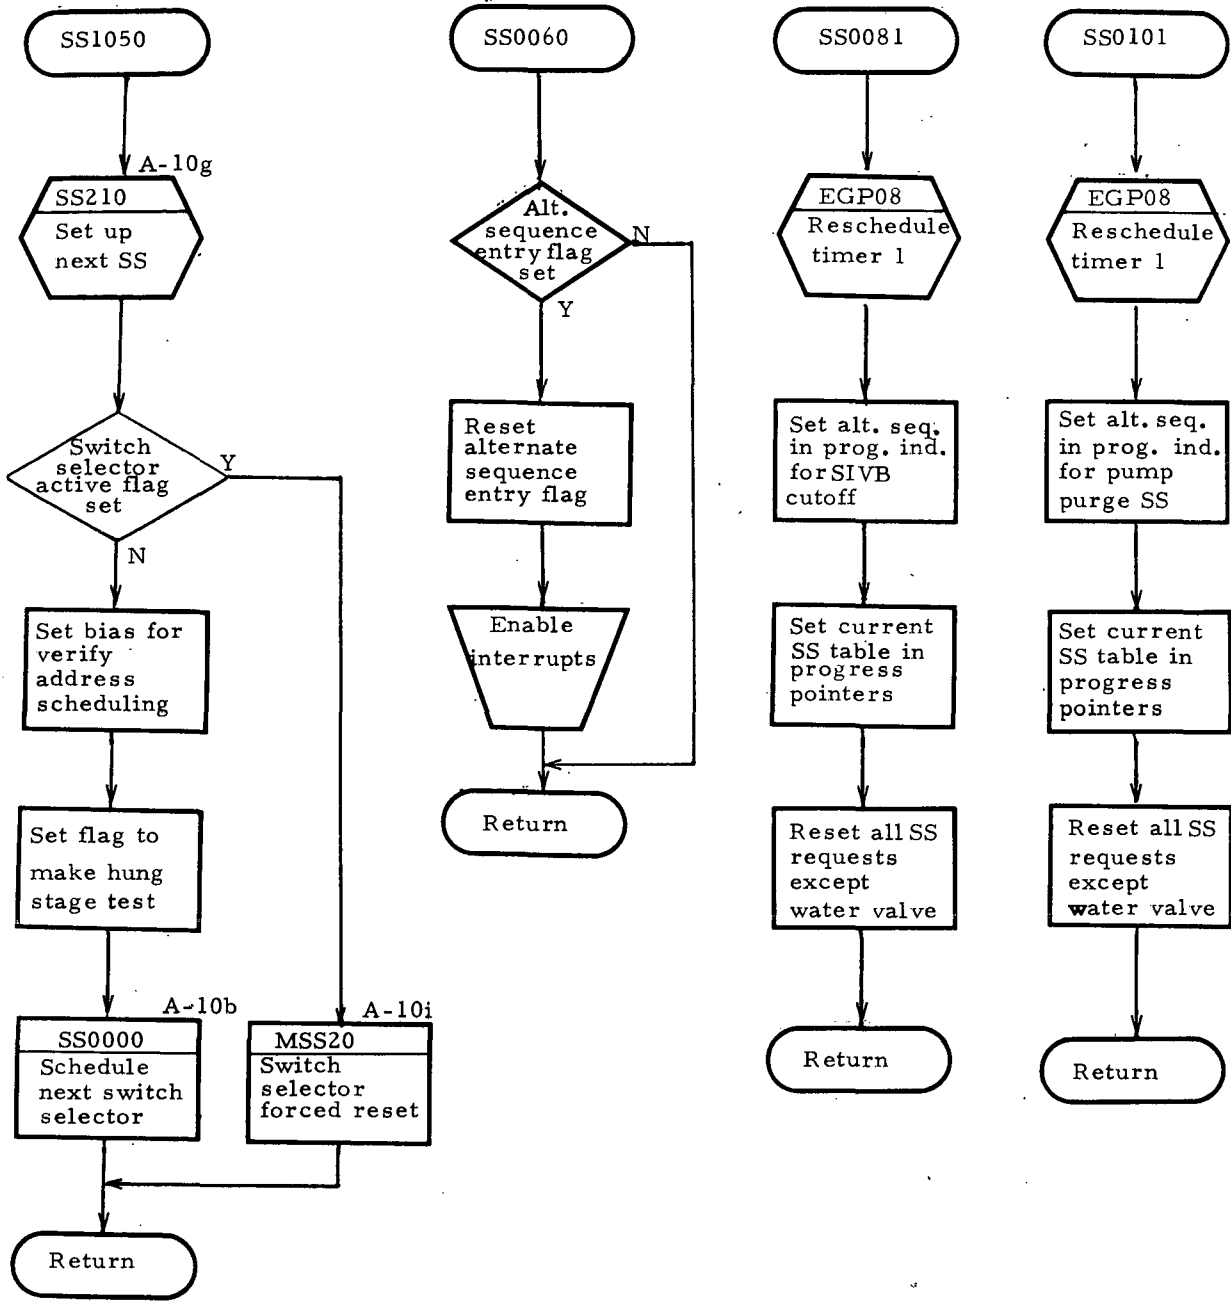 SS1050
A-10g
SS210
Set up
next SS
Switch
selector
active flag
set
Y
N
Set bias for
verify
address
scheduling
Set flag to
make hung
stage test
A-10b
SS0000
Schedule
next switch
selector
A-10i
MSS20
Switch
selector
forced reset
Return
SS0060
Alt.
sequence
entry flag
set
N
Y
Reset
alternate
sequence
entry flag
Enable
interrupts
Return
SS0081
EGP08
Reschedule
timer 1
Set alt. seq.
in prog. ind.
for SIVB
cutoff
Set current
SS table in
progress
pointers
Reset all SS
requests
except
water valve
Return
SS0101
EGP08
Reschedule
timer 1
Set alt. seq.
in prog. ind.
for pump
purge SS
Set current
SS table in
progress
pointers
Reset all SS
requests
except
water valve
Return